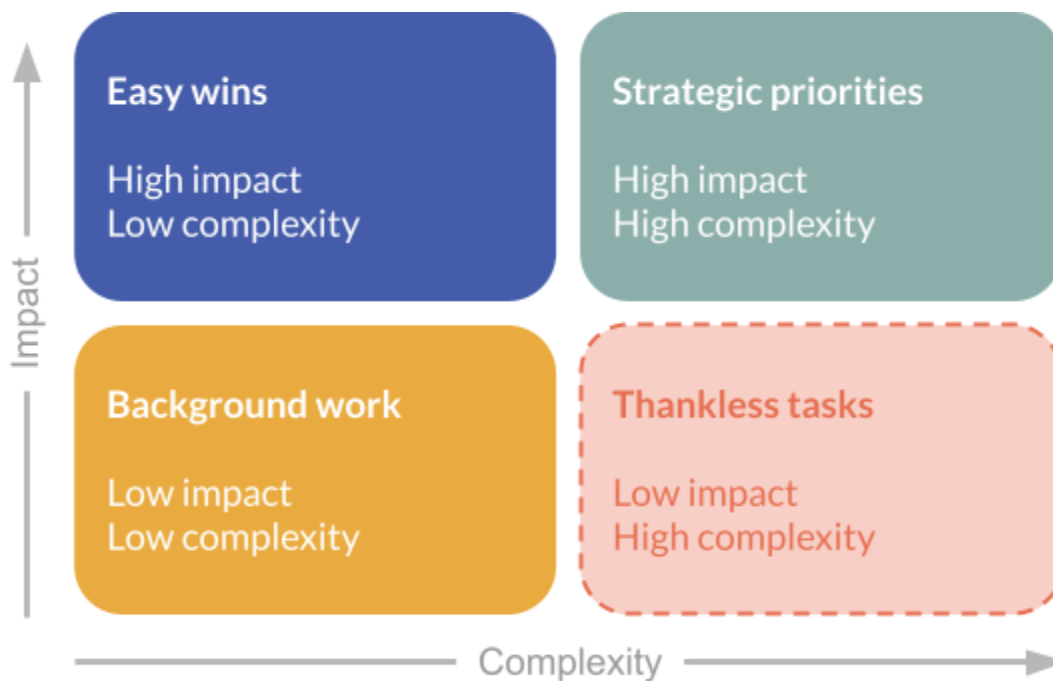 Easy wins
High impact
Low complexity
Strategic priorities
High impact
High complexity
Impact
Background work
Low impact
Low complexity
Thankless tasks
Low impact
High complexity
Complexity